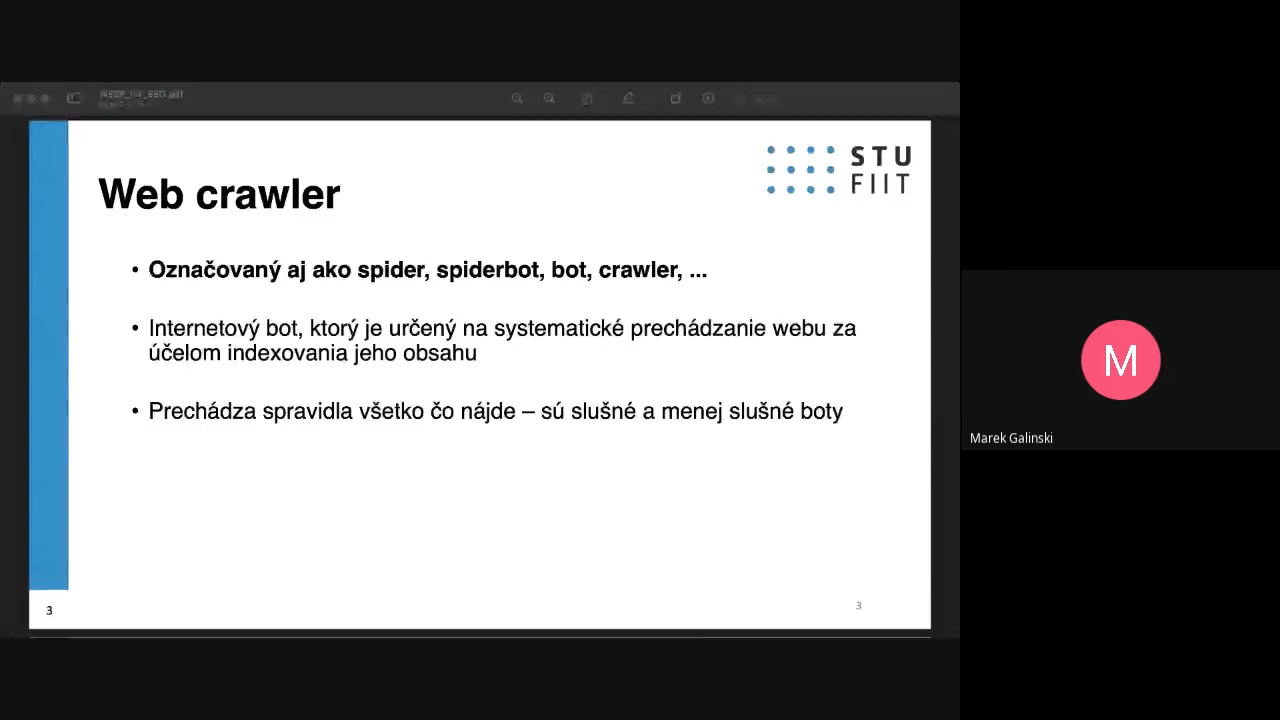 STU
FIIT
Web crawler
• Označovaný aj ako spider, spiderbot, bot, crawler, ...
• Internetový bot, ktorý je určený na systematické prechádzanie webu za
účelom indexovania jeho obsahu
• Prechádza spravidla všetko čo nájde – sú slušné a menej slušné boty
3
3
M
Marek Galinski